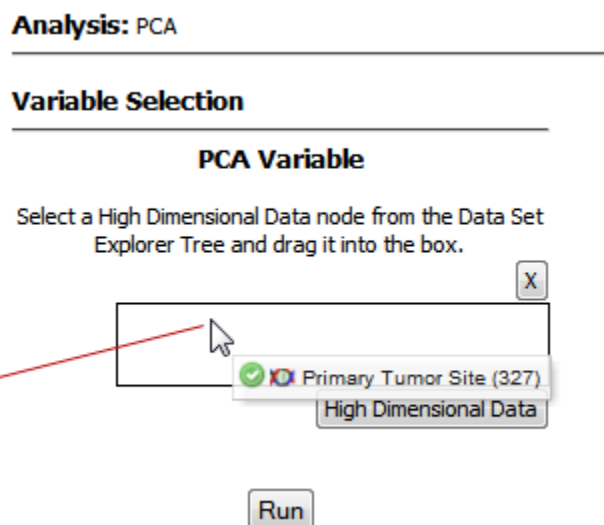 Analysis: PCA
Variable Selection
PCA Variable
Select a High Dimensional Data node from the Data Set
Explorer Tree and drag it into the box.
X
Primary Tumor Site (327)
High Dimensional Data
Run